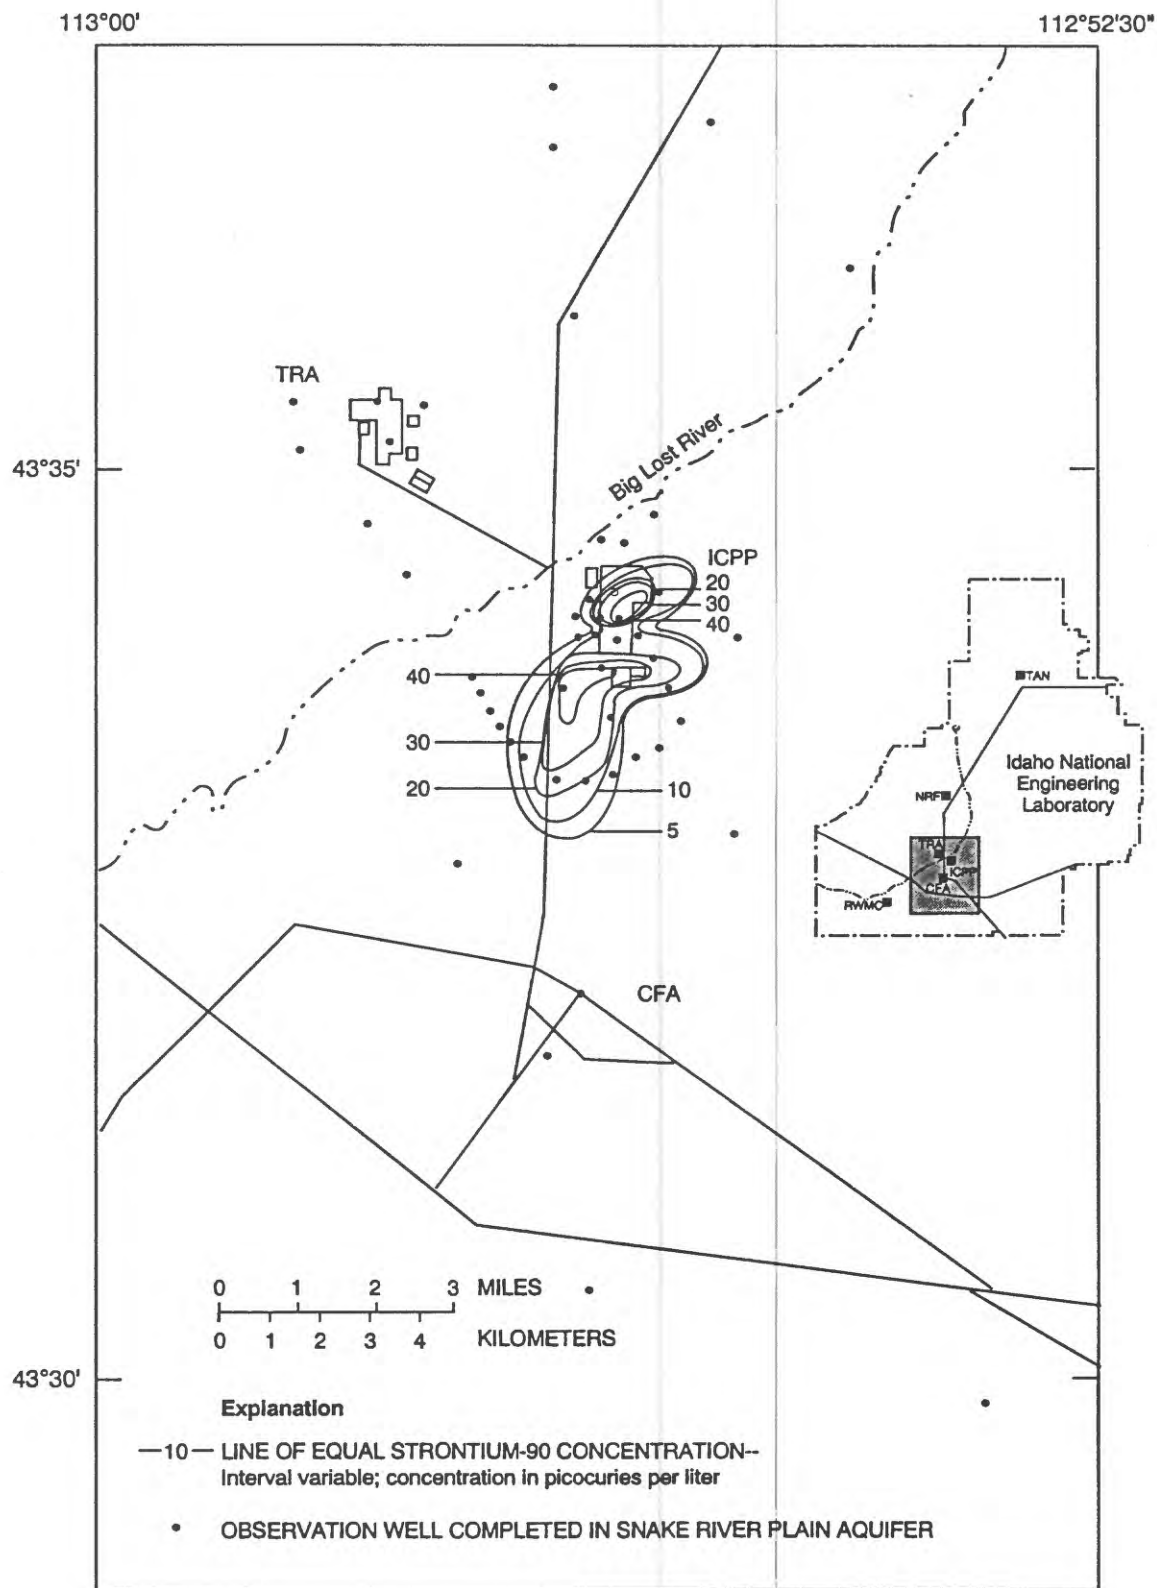 113°00'
112°52'30"
TRA
43°35'
Big Lost River
ICPP
20
30
40
40
30
20
10
5
TAN
Idaho National
Engineering
Laboratory
NRF
TRA
ICPP
CFA
RWMC
CFA
0 1 2 3 MILES
0 1 2 3 4 KILOMETERS
43°30'
Explanation
—10— LINE OF EQUAL STRONTIUM-90 CONCENTRATION--
Interval variable; concentration in picocuries per liter
• OBSERVATION WELL COMPLETED IN SNAKE RIVER PLAIN AQUIFER